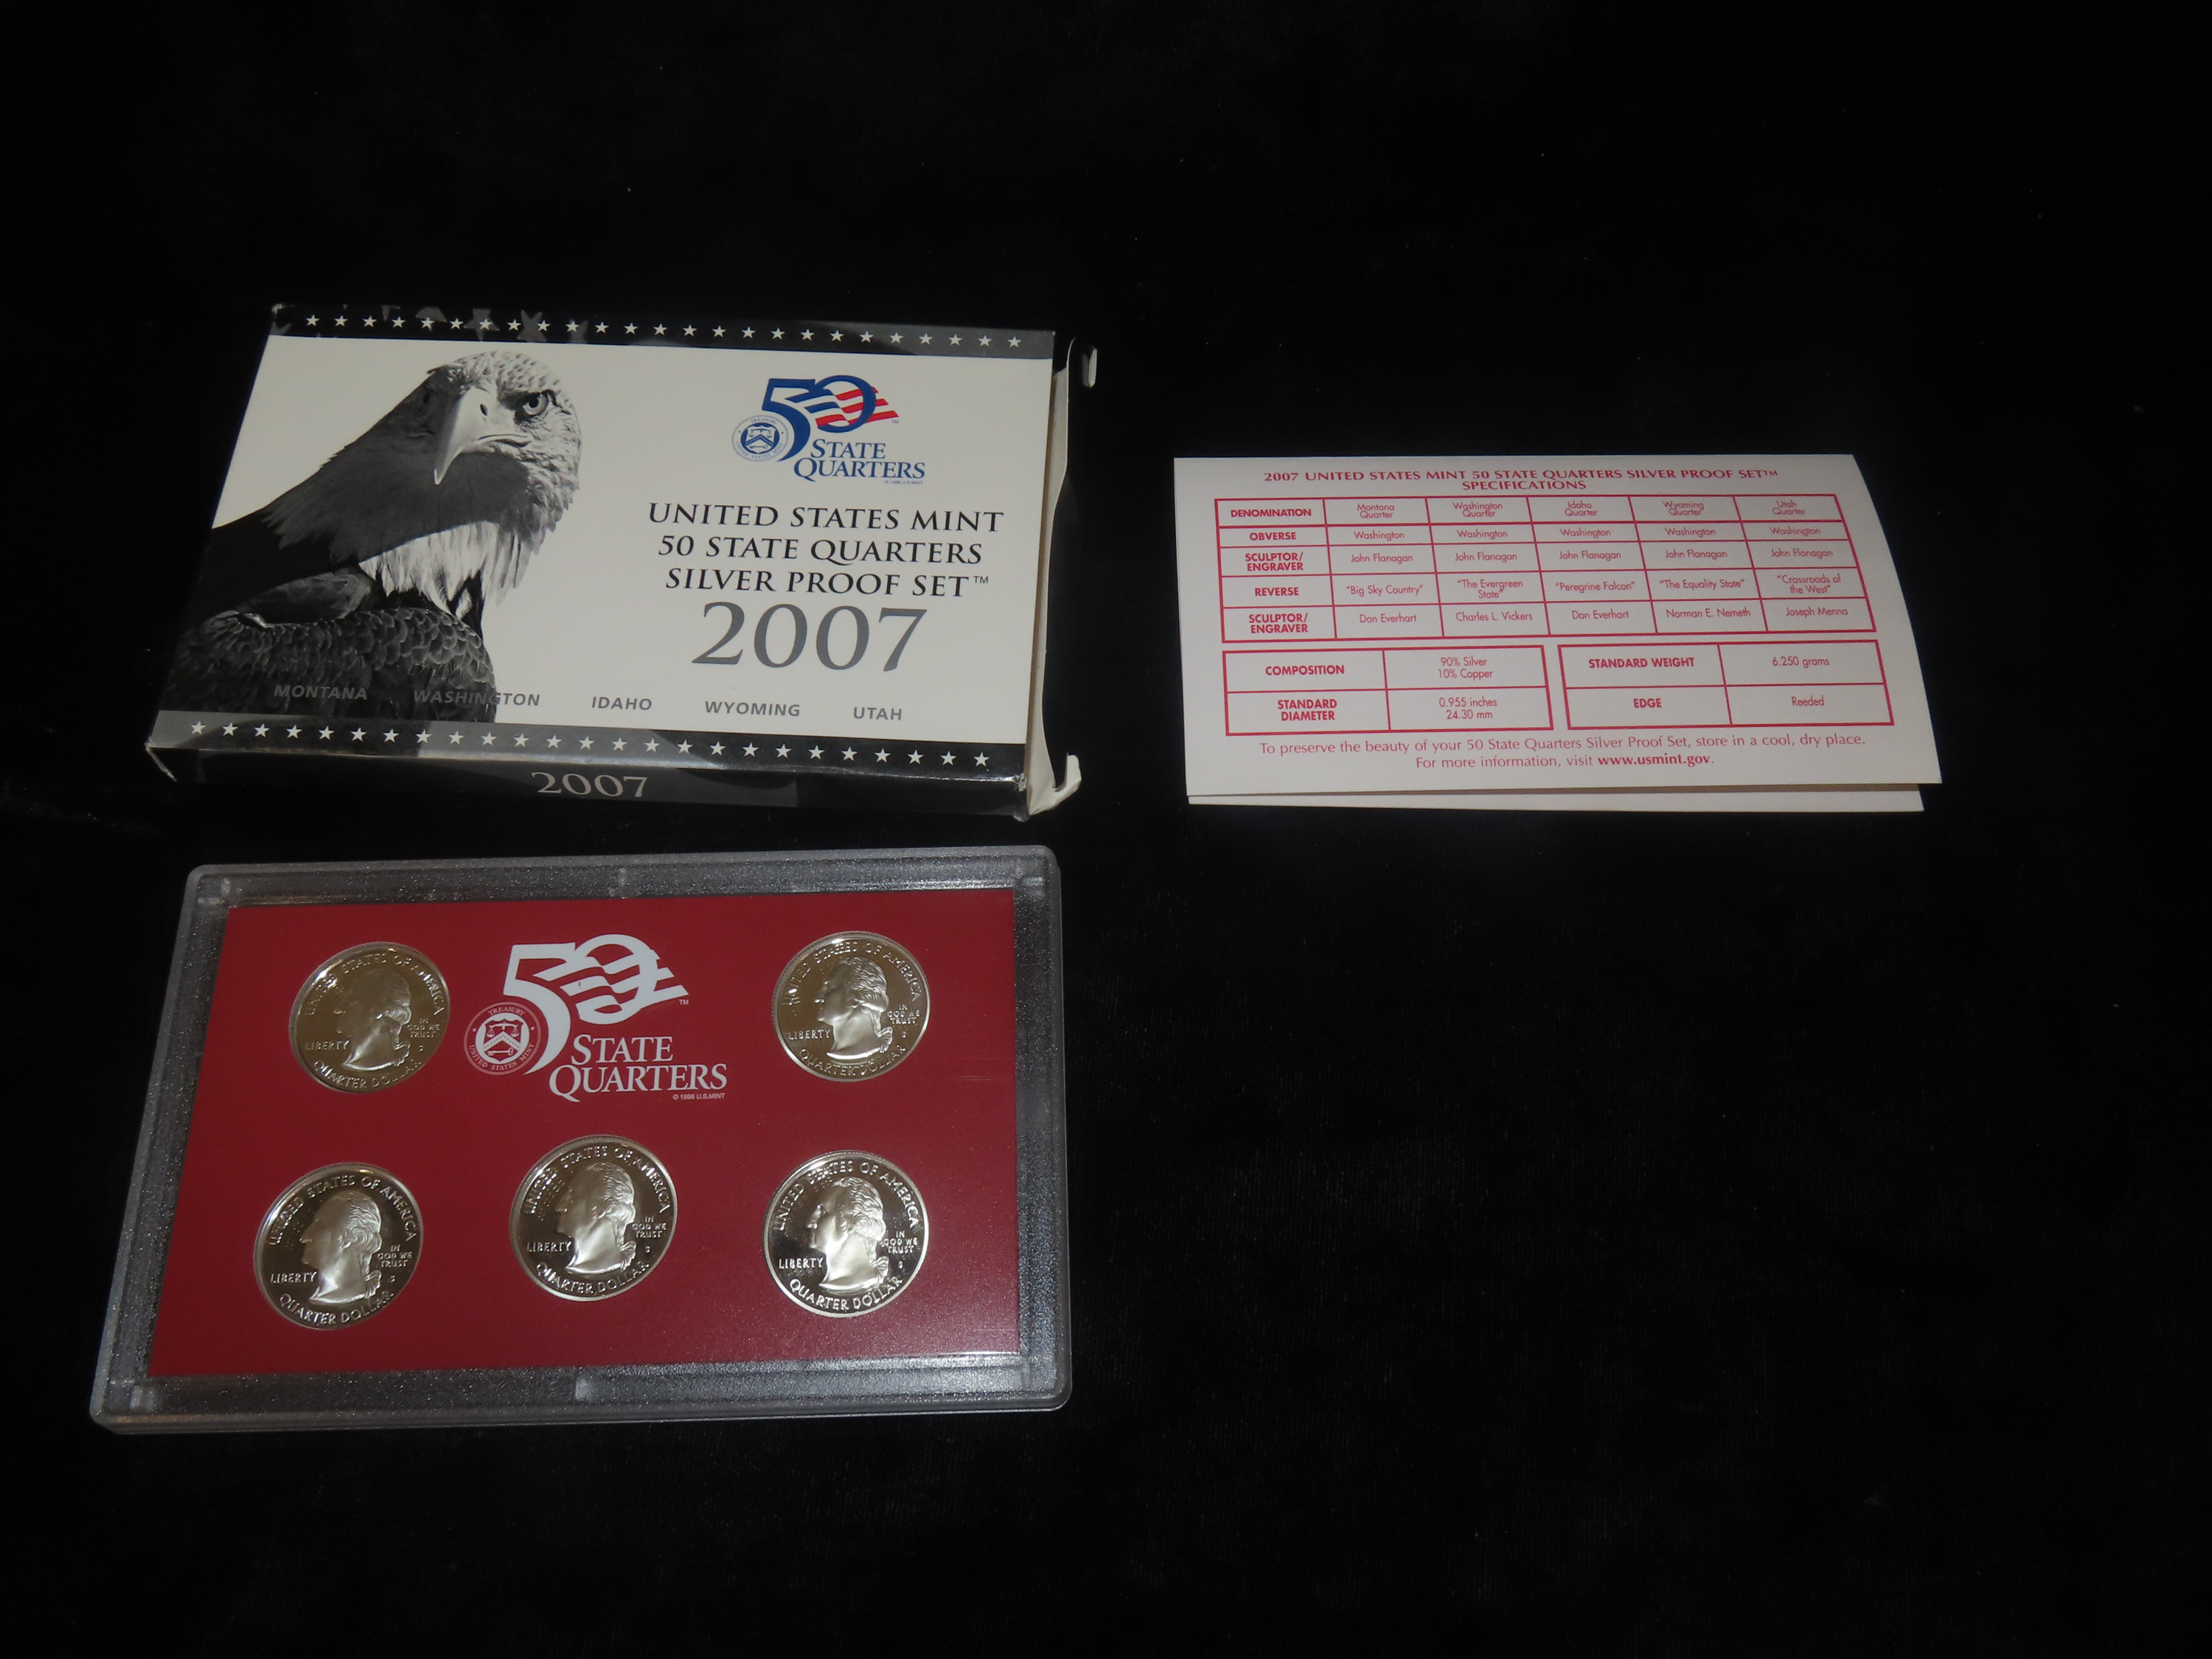 50
STATE
QUARTERS
© 1998 U.S. MINT
UNITED STATES MINT
50 STATE QUARTERS
SILVER PROOF SET™
2007
MONTANA WASHINGTON IDAHO WYOMING UTAH
2007
2007 UNITED STATES MINT 50 STATE QUARTERS SILVER PROOF SET™
SPECIFICATIONS
DENOMINATION Montana Quarter Washington Quarter Idaho Quarter Wyoming Quarter Utah Quarter
OBVERSE Washington Washington Washington Washington Washington
SCULPTOR/ ENGRAVER John Flanagan John Flanagan John Flanagan John Flanagan John Flanagan
REVERSE "Big Sky Country" "The Evergreen State" "Peregrine Falcon" "The Equality State" "Crossroads of the West"
SCULPTOR/ ENGRAVER Don Everhart Charles L. Vickers Don Everhart Norman E. Nemeth Joseph Menna
COMPOSITION 90% Silver 10% Copper STANDARD WEIGHT 6.250 grams
STANDARD DIAMETER 0.955 inches 24.30 mm EDGE Reeded
To preserve the beauty of your 50 State Quarters Silver Proof Set, store in a cool, dry place.
For more information, visit www.usmint.gov.
50™
TREASURY
UNITED STATES MINT
STATE
QUARTERS
© 1998 U.S. MINT
UNITED STATES OF AMERICA
LIBERTY
IN
GOD WE
TRUST
QUARTER DOLLAR
UNITED STATES OF AMERICA
LIBERTY
IN
GOD WE
TRUST
S
QUARTER DOLLAR
UNITED STATES OF AMERICA
LIBERTY
IN
GOD WE
TRUST
S
QUARTER DOLLAR
UNITED STATES OF AMERICA
LIBERTY
IN
GOD WE
TRUST
S
QUARTER DOLLAR
UNITED STATES OF AMERICA
LIBERTY
IN
GOD WE
TRUST
S
QUARTER DOLLAR